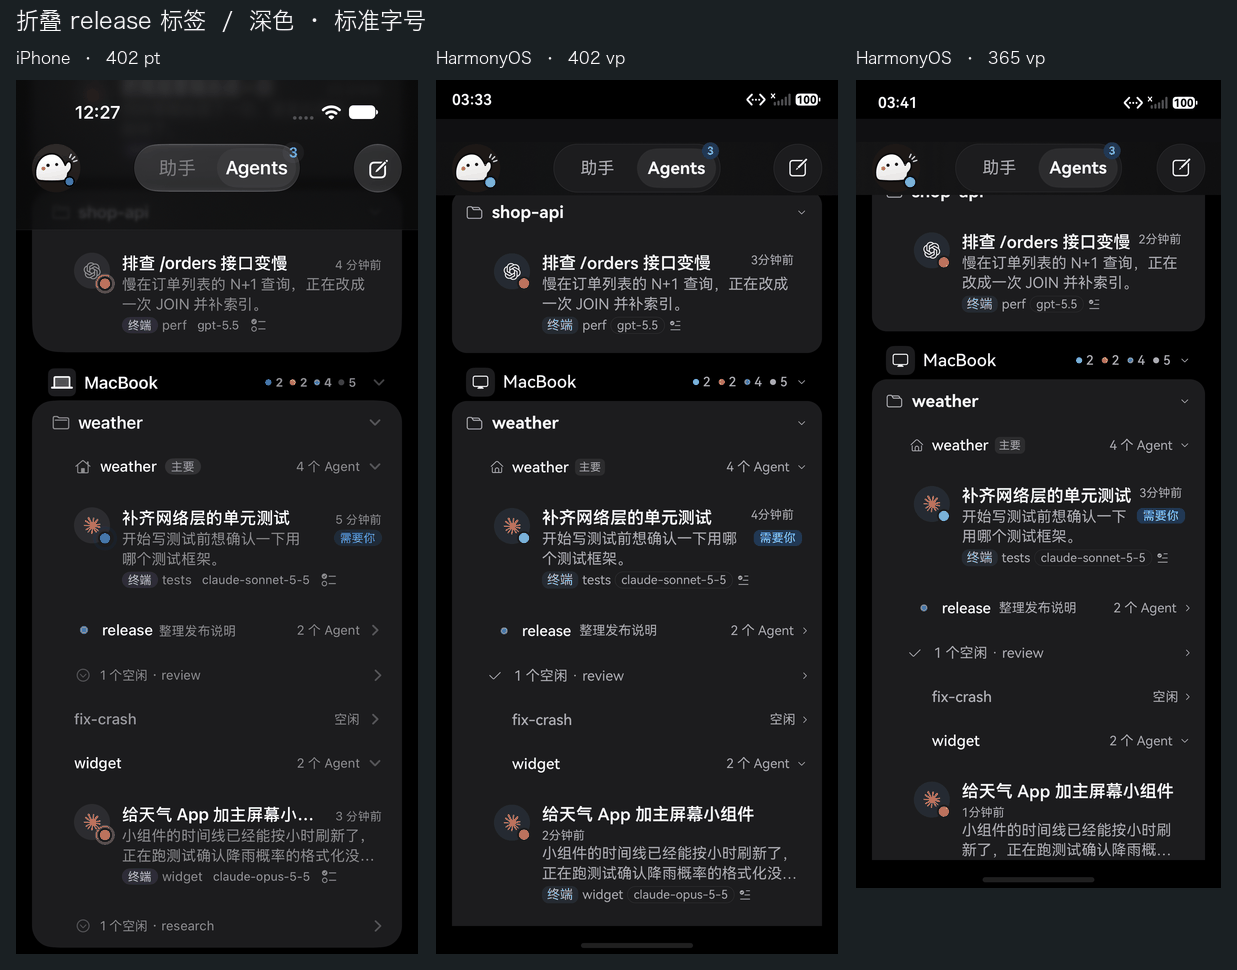 折叠 release 标签 / 深色 · 标准字号
iPhone · 402 pt
12:27
助手 Agents 3
shop-api
排查 /orders 接口变慢 4 分钟前
慢在订单列表的 N+1 查询，正在改成
一次 JOIN 并补索引。
终端 perf gpt-5.5
MacBook 2 2 4 5
weather
weather 主要 4 个 Agent
补齐网络层的单元测试 5 分钟前
开始写测试前想确认一下用 需要你
哪个测试框架。
终端 tests claude-sonnet-5-5
release 整理发布说明 2 个 Agent
1 个空闲 · review
fix-crash 空闲
widget 2 个 Agent
给天气 App 加主屏幕小... 3 分钟前
小组件的时间线已经能按小时刷新了，
正在跑测试确认降雨概率的格式化没...
终端 widget claude-opus-5-5
1 个空闲 · research
HarmonyOS · 402 vp
03:33 100
助手 Agents 3
shop-api
排查 /orders 接口变慢 3分钟前
慢在订单列表的 N+1 查询，正在改成
一次 JOIN 并补索引。
终端 perf gpt-5.5
MacBook 2 2 4 5
weather
weather 主要 4 个 Agent
补齐网络层的单元测试 4分钟前
开始写测试前想确认一下用哪 需要你
个测试框架。
终端 tests claude-sonnet-5-5
release 整理发布说明 2 个 Agent
1 个空闲 · review
fix-crash 空闲
widget 2 个 Agent
给天气 App 加主屏幕小组件
2分钟前
小组件的时间线已经能按小时刷新了，
正在跑测试确认降雨概率的格式化没...
终端 widget claude-opus-5-5
HarmonyOS · 365 vp
03:41 100
助手 Agents 3
shop-api
排查 /orders 接口变慢 2分钟前
慢在订单列表的 N+1 查询，正在
改成一次 JOIN 并补索引。
终端 perf gpt-5.5
MacBook 2 2 4 5
weather
weather 主要 4 个 Agent
补齐网络层的单元测试 3分钟前
开始写测试前想确认一下 需要你
用哪个测试框架。
终端 tests claude-sonnet-5-5
release 整理发布说明 2 个 Agent
1 个空闲 · review
fix-crash 空闲
widget 2 个 Agent
给天气 App 加主屏幕小组件
1分钟前
小组件的时间线已经能按小时刷
新了，正在跑测试确认降雨概...